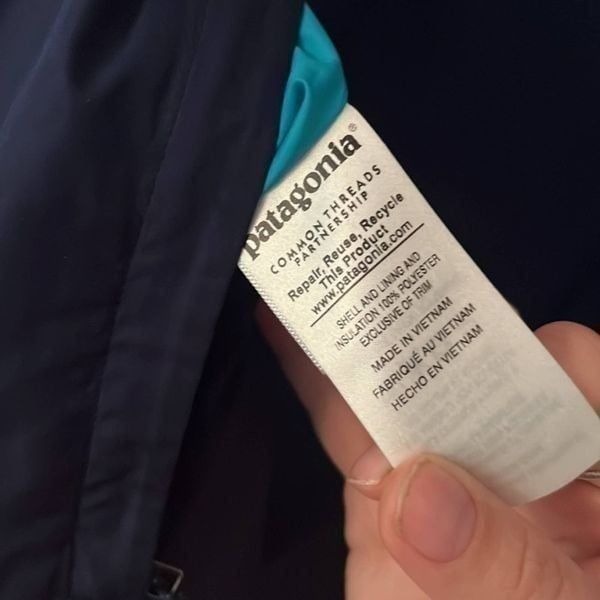 patagonia®
COMMON THREADS
PARTNERSHIP
Repair, Reuse, Recycle
This Product
www.patagonia.com
SHELL AND LINING AND
INSULATION 100% POLYESTER
EXCLUSIVE OF TRIM
MADE IN VIETNAM
FABRIQUÉ AU VIETNAM
HECHO EN VIETNAM